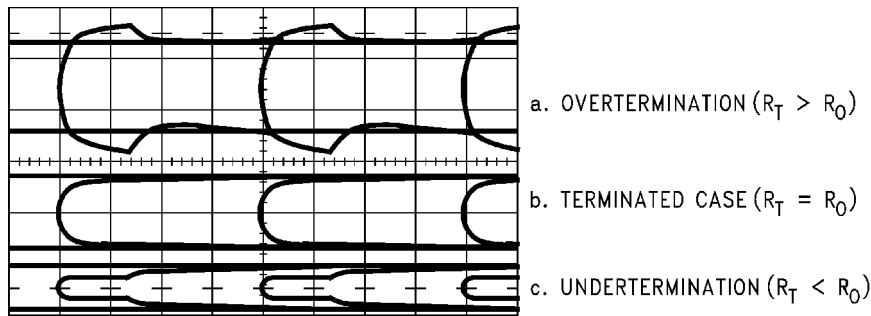 a. OVERTERMINATION (R_T > R_O)
b. TERMINATED CASE (R_T = R_O)
c. UNDERTERMINATION (R_T < R_O)